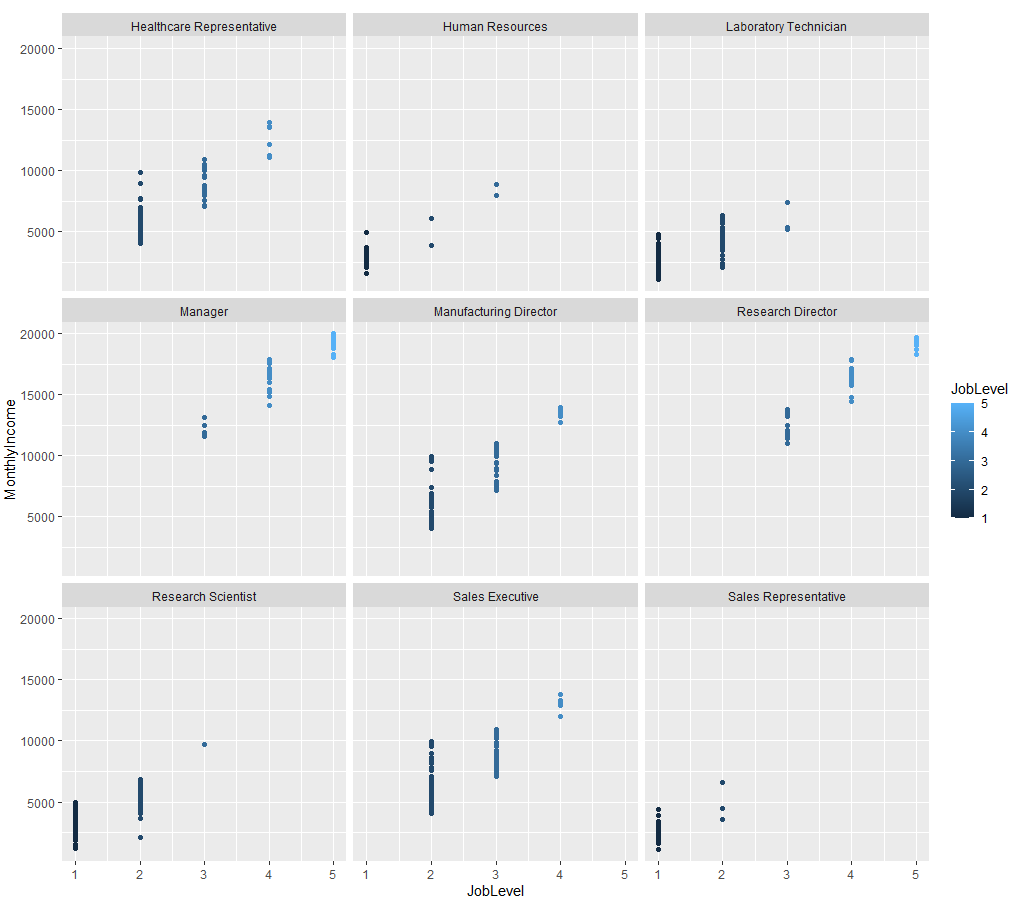 Healthcare Representative
Human Resources
Laboratory Technician
20000
15000
10000
5000
Manager
Manufacturing Director
Research Director
20000
15000
10000
5000
MonthlyIncome
JobLevel
5
4
3
2
1
Research Scientist
Sales Executive
Sales Representative
20000
15000
10000
5000
1 2 3 4 5
1 2 3 4 5
1 2 3 4 5
JobLevel